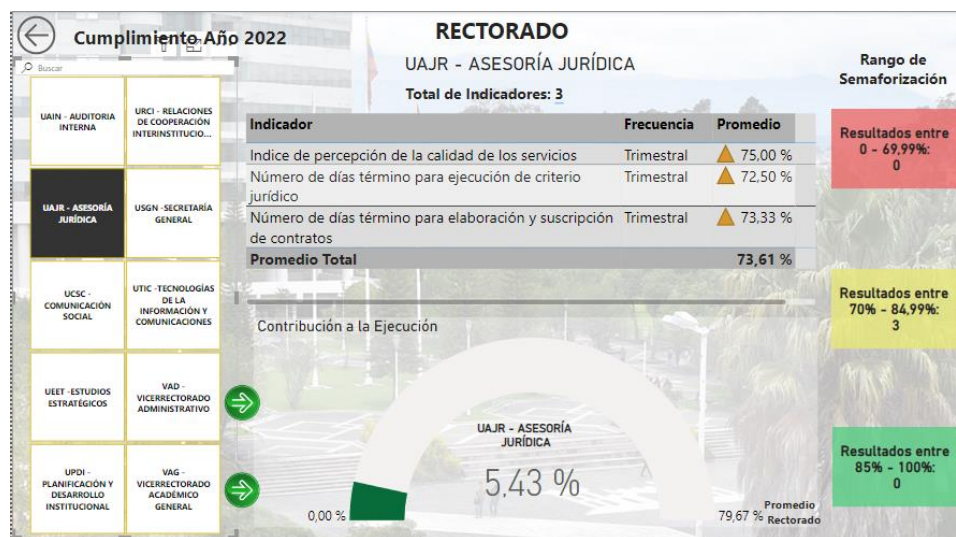 Cumplimiento Año 2022
RECTORADO
UAJR - ASESORÍA JURÍDICA
Total de Indicadores: 3
Buscar
UAIN - AUDITORIA
INTERNA
URCI - RELACIONES
DE COOPERACIÓN
INTERINSTITUCIO...
UAJR - ASESORÍA
JURÍDICA
USGN -SECRETARÍA
GENERAL
UCSC -
COMUNICACIÓN
SOCIAL
UTIC -TECNOLOGÍAS
DE LA
INFORMACIÓN Y
COMUNICACIONES
UEET -ESTUDIOS
ESTRATÉGICOS
VAD -
VICERRECTORADO
ADMINISTRATIVO
UPDI -
PLANIFICACIÓN Y
DESARROLLO
INSTITUCIONAL
VAG -
VICERRECTORADO
ACADÉMICO
GENERAL
Indicador Frecuencia Promedio
Indice de percepción de la calidad de los servicios Trimestral 75,00 %
Número de días término para ejecución de criterio Trimestral 72,50 %
jurídico
Número de días término para elaboración y suscripción Trimestral 73,33 %
de contratos
Promedio Total 73,61 %
Contribución a la Ejecución
UAJR - ASESORÍA
JURÍDICA
5,43 %
0,00 %
79,67 %
Promedio
Rectorado
Rango de
Semaforización
Resultados entre
0 - 69,99%:
0
Resultados entre
70% - 84,99%:
3
Resultados entre
85% - 100%:
0